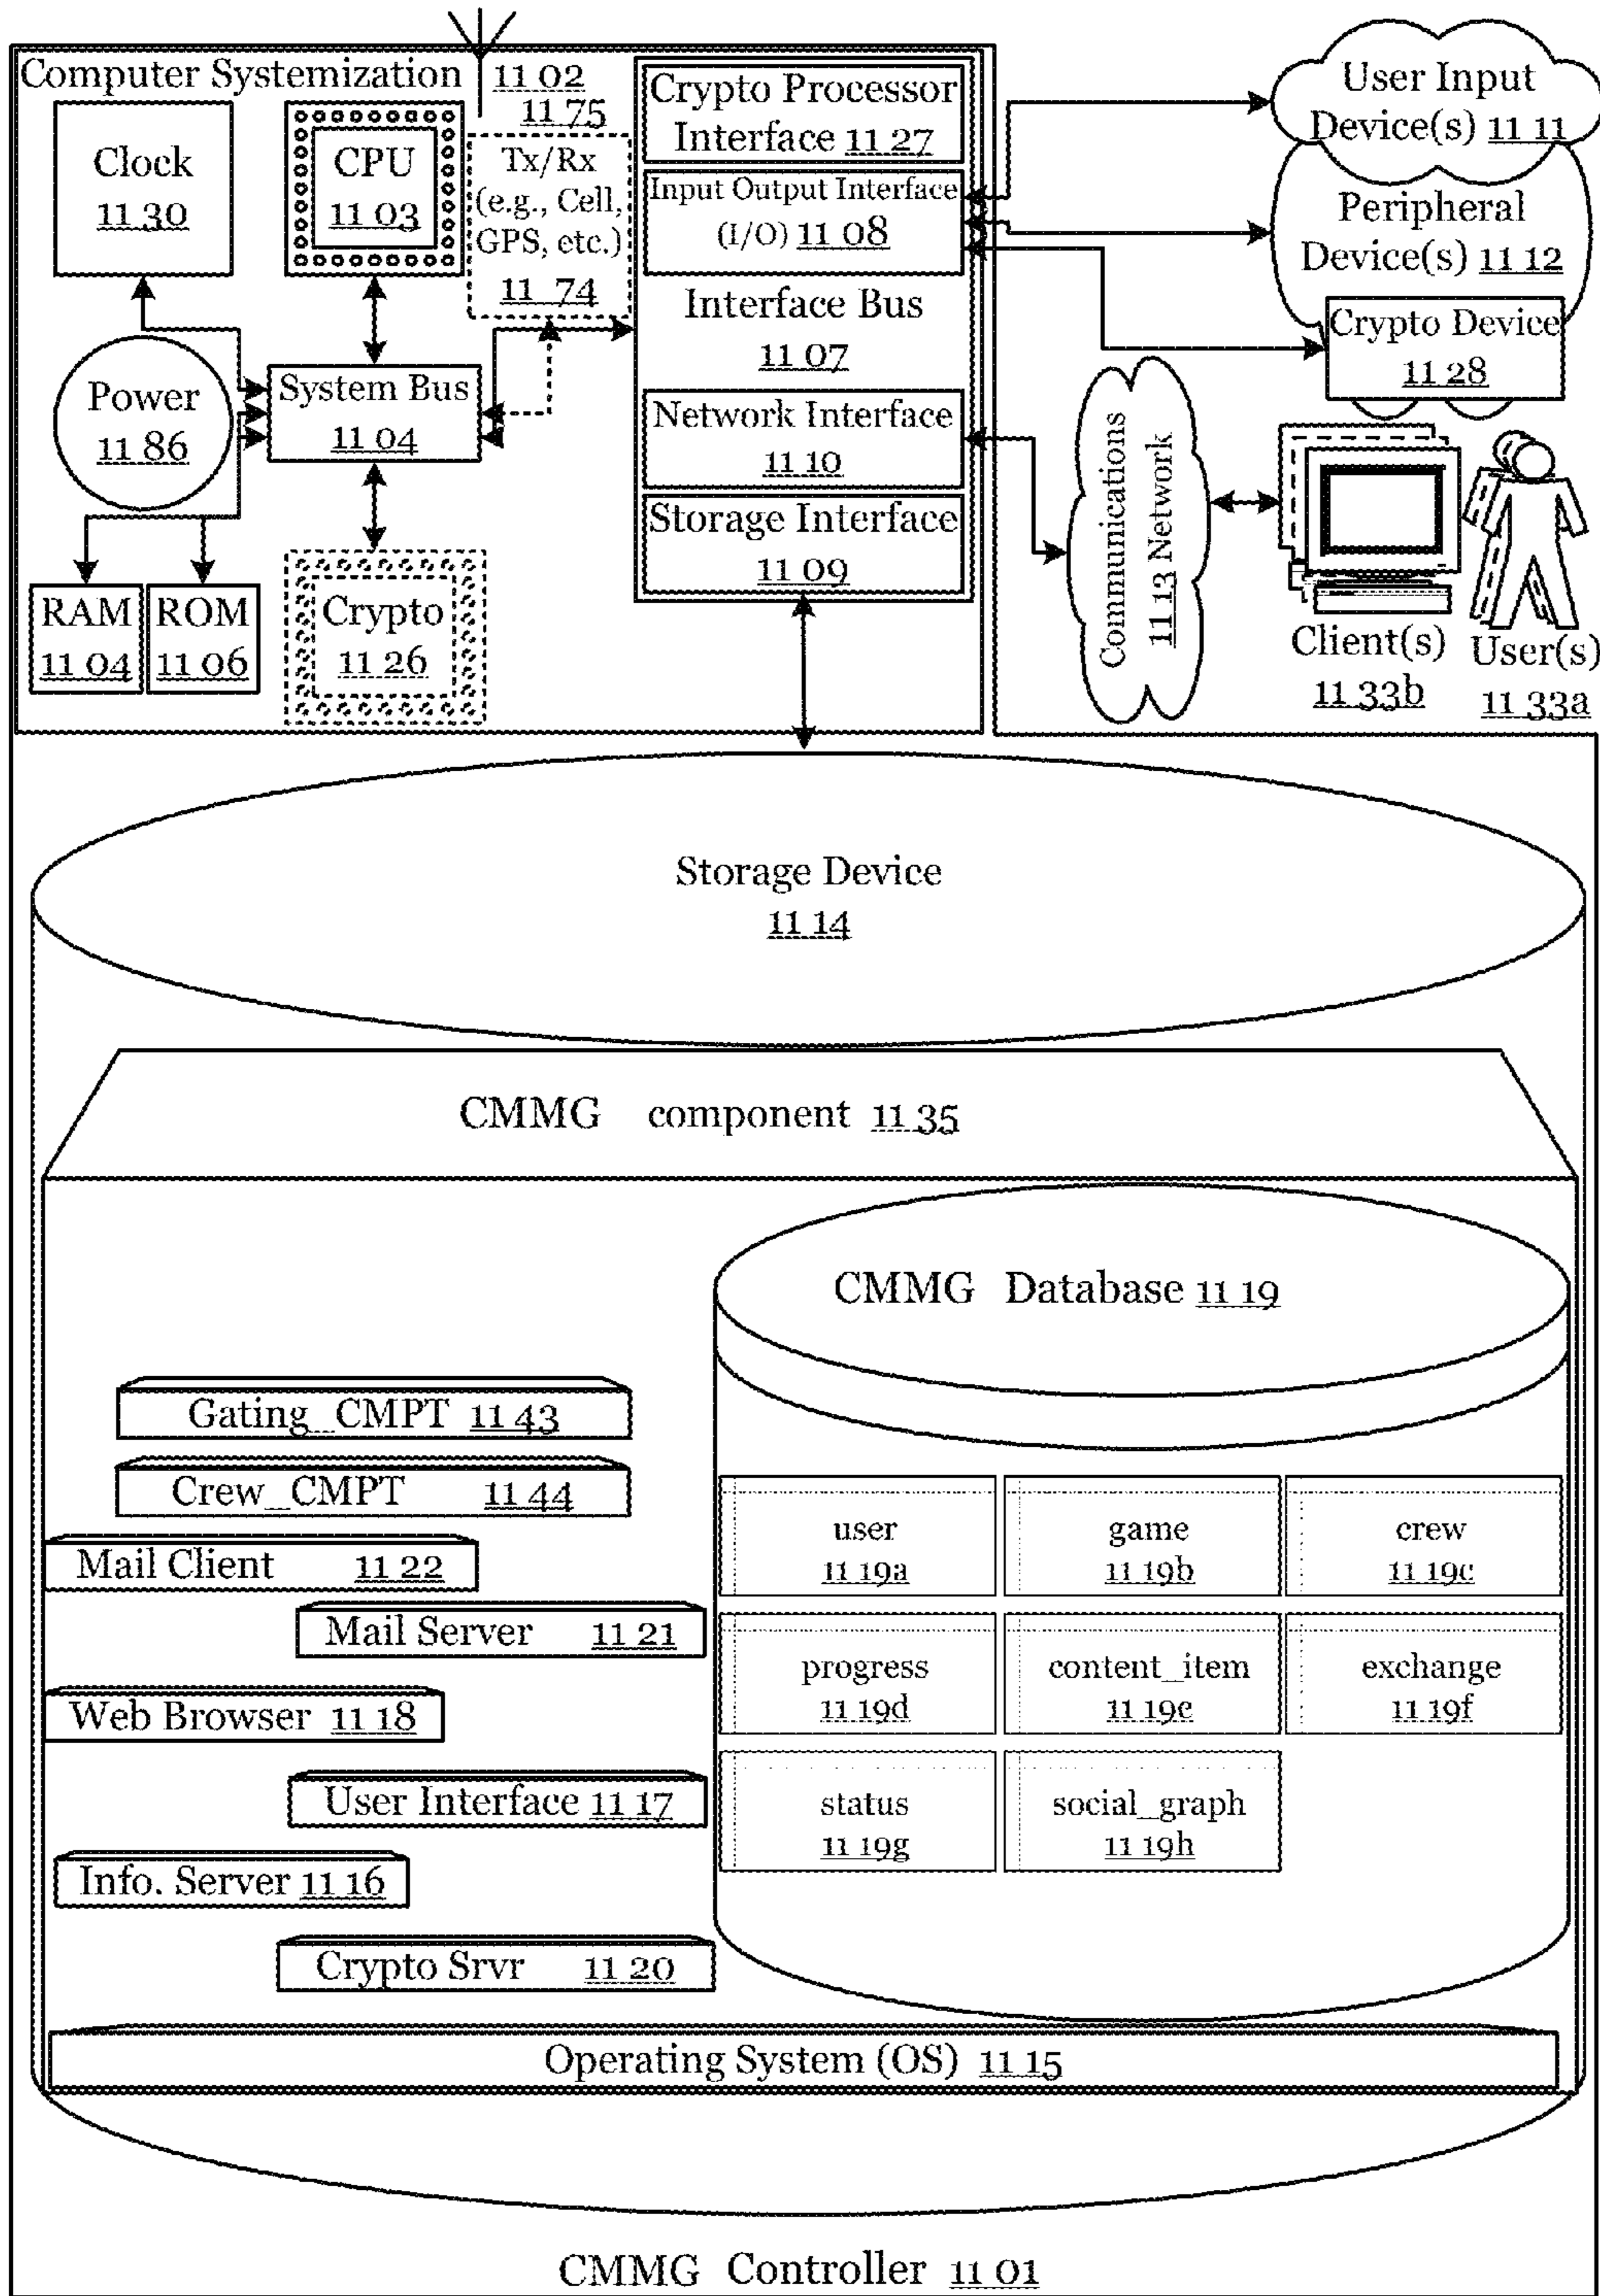 Computer Systemization 11 02
11 75
Clock
11 30
CPU
11 03
Tx/Rx
(e.g., Cell,
GPS, etc.)
11 74
Power
11 86
System Bus
11 04
RAM
11 04
ROM
11 06
Crypto
11 26
Crypto Processor
Interface 11 27
Input Output Interface
(I/O) 11 08
Interface Bus
11 07
Network Interface
11 10
Storage Interface
11 09
User Input
Device(s) 11 11
Peripheral
Device(s) 11 12
Crypto Device
11 28
Communications
11 13 Network
Client(s)
11 33b
User(s)
11 33a
Storage Device
11 14
CMMG component 11 35
CMMG Database 11 19
Gating_CMPT 11 43
Crew_CMPT 11 44
Mail Client 11 22
Mail Server 11 21
Web Browser 11 18
User Interface 11 17
Info. Server 11 16
Crypto Srvr 11 20
user
11 19a
game
11 19b
crew
11 19c
progress
11 19d
content_item
11 19e
exchange
11 19f
status
11 19g
social_graph
11 19h
Operating System (OS) 11 15
CMMG Controller 11 01